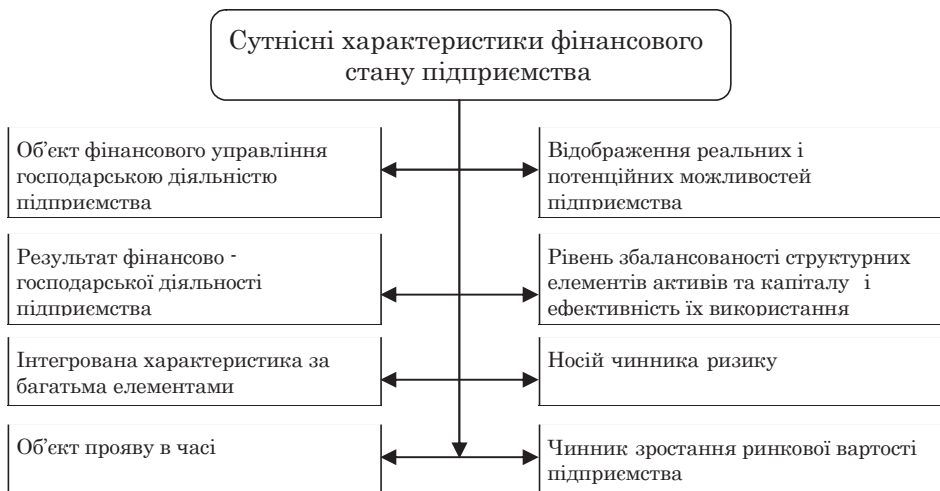 Сутнісні характеристики фінансового
стану підприємства
Об’єкт фінансового управління
господарською діяльністю
підприємства
Відображення реальних і
потенційних можливостей
підприємства
Результат фінансово -
господарської діяльності
підприємства
Рівень збалансованості структурних
елементів активів та капіталу і
ефективність їх використання
Інтегрована характеристика за
багатьма елементами
Носій чинника ризику
Об’єкт прояву в часі
Чинник зростання ринкової вартості
підприємства